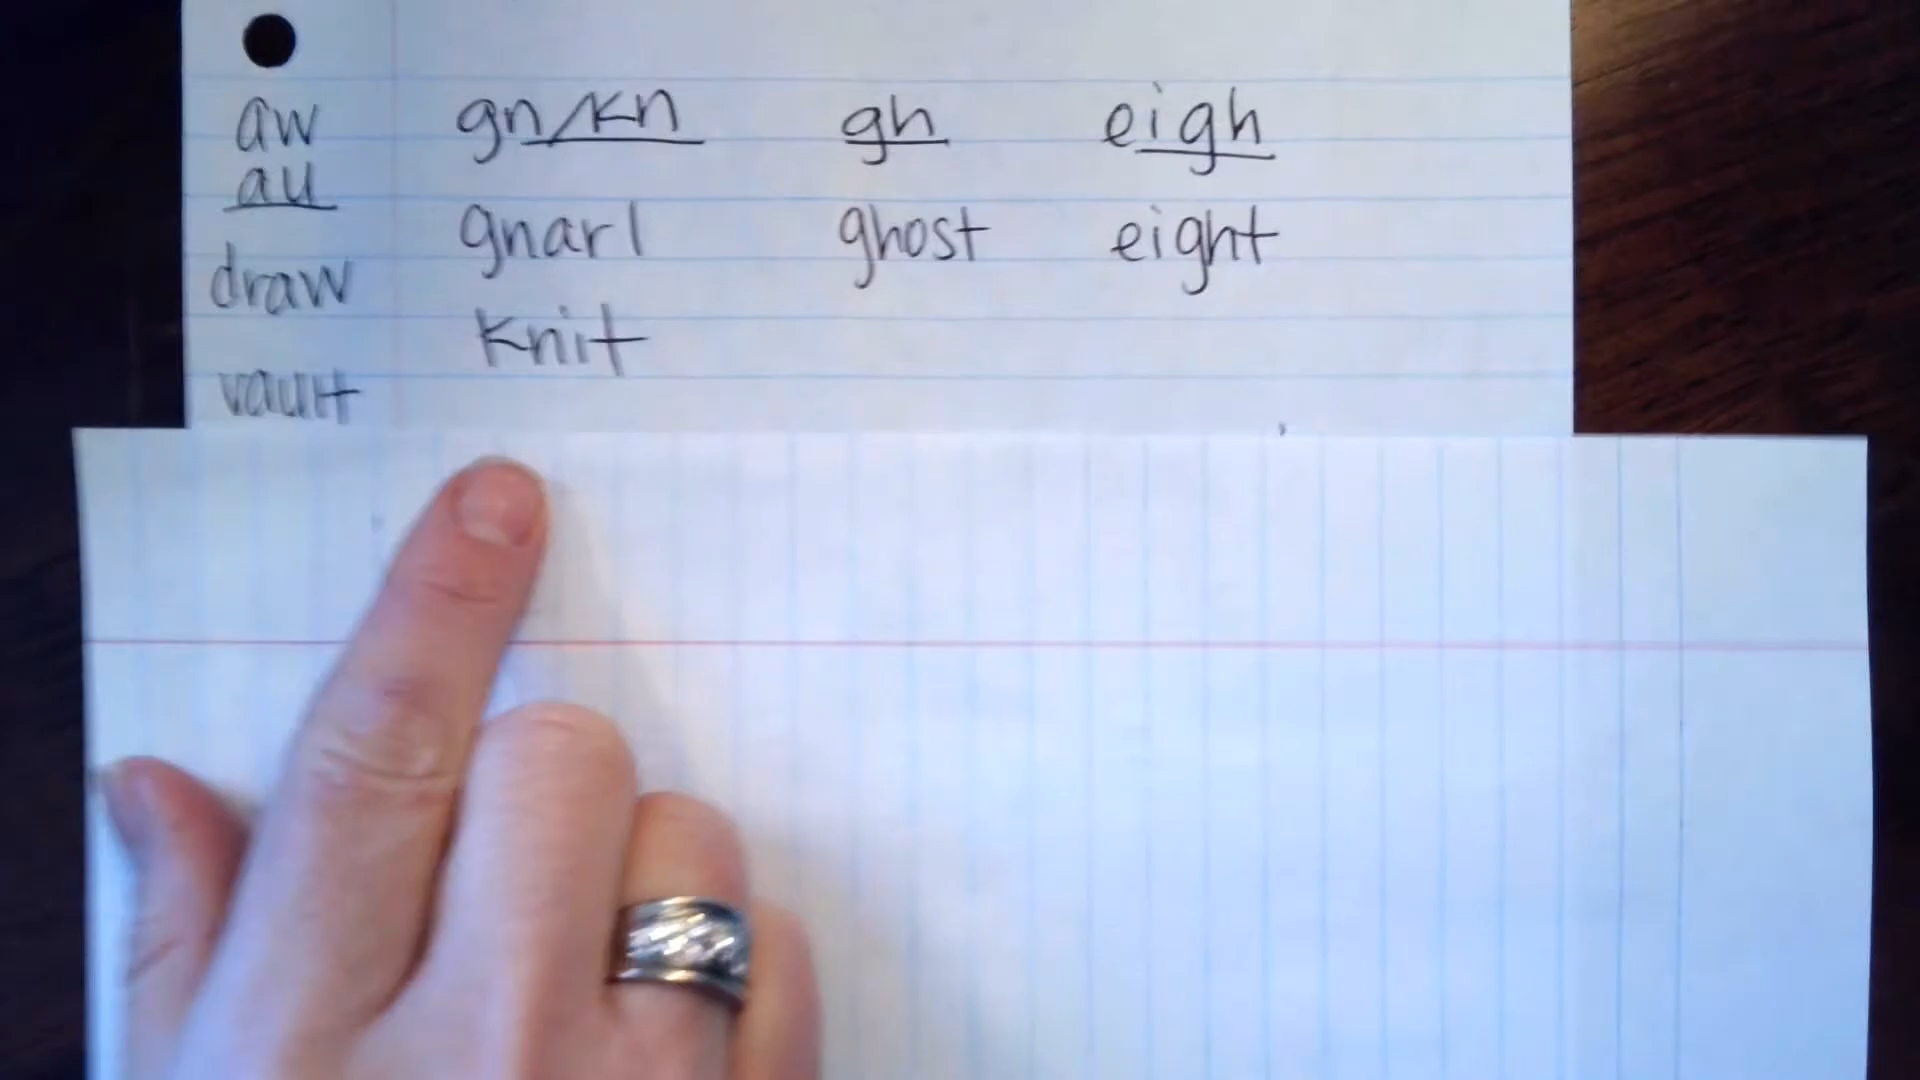 aw gn/kn gh eigh
au
gnarl ghost eight
draw
knit
vault